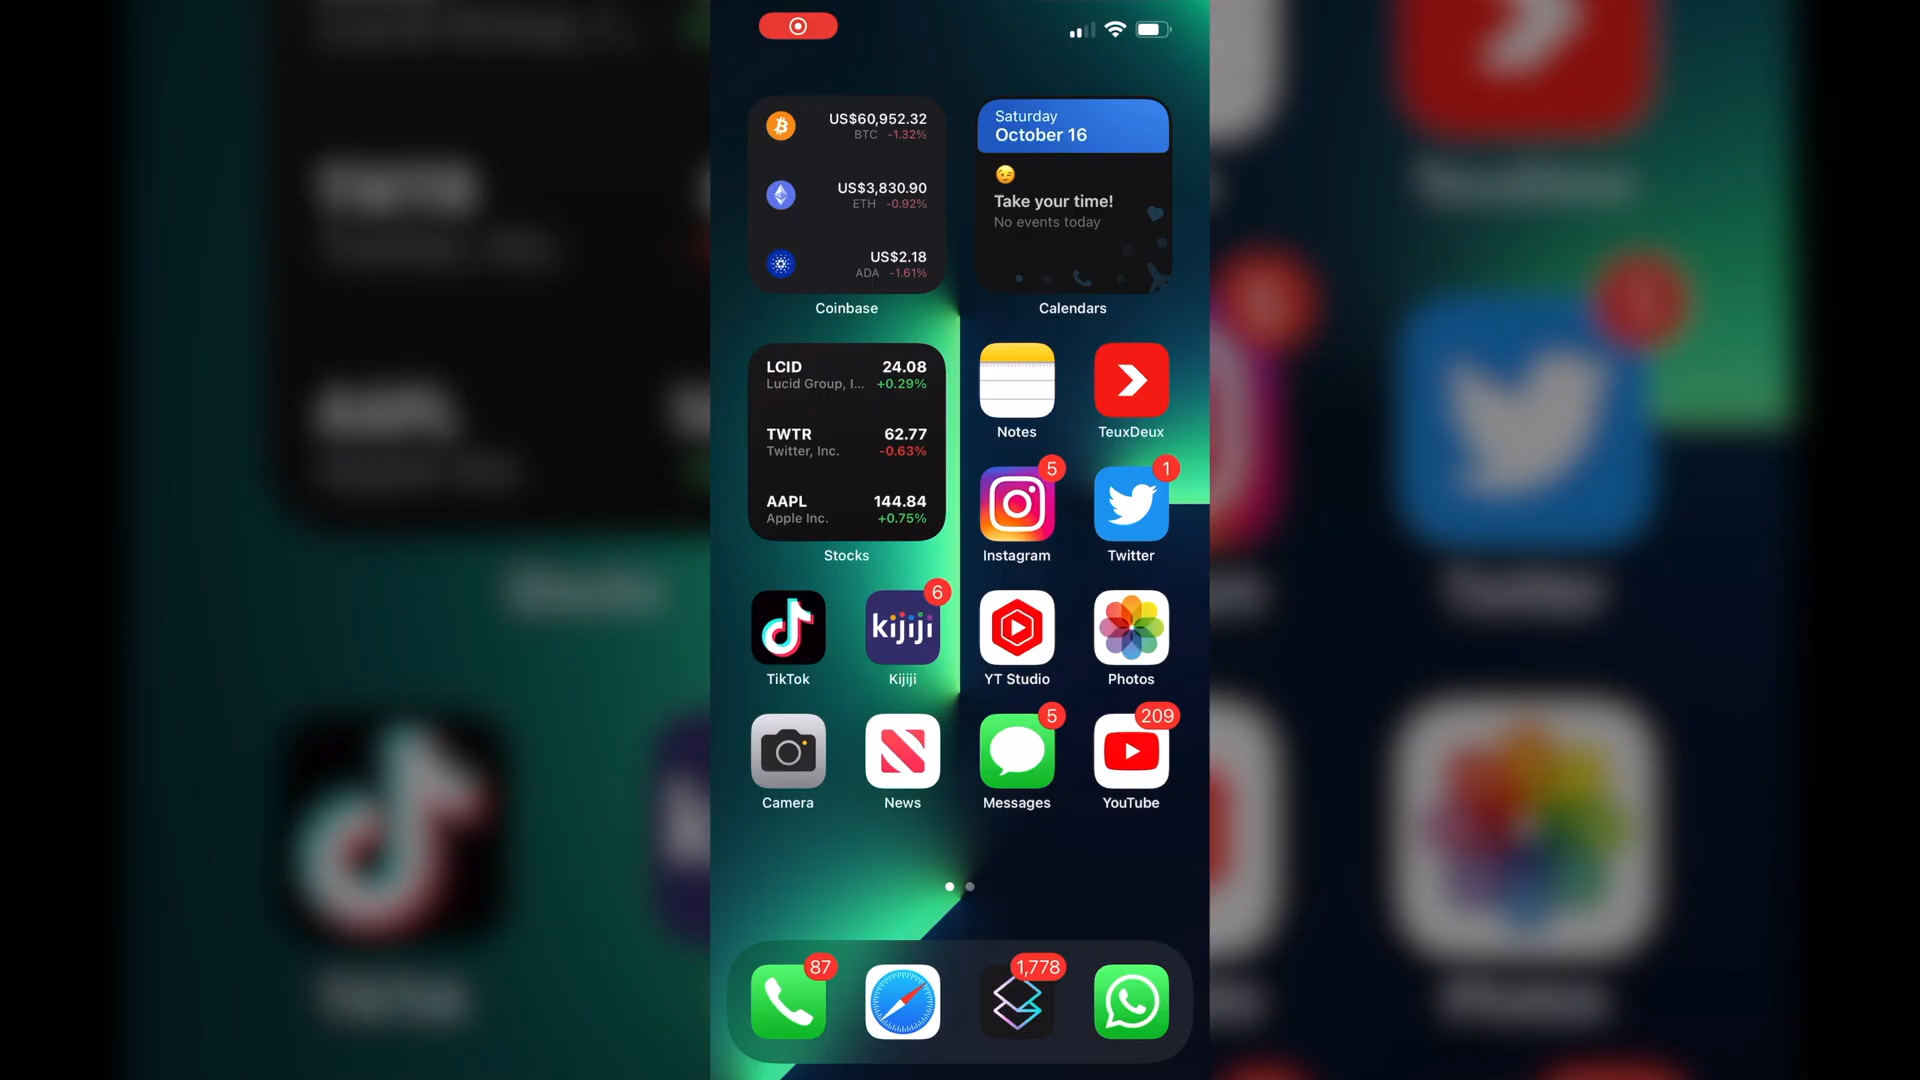 US$60,952.32
BTC -1.32%
US$3,830.90
ETH -0.92%
US$2.18
ADA -1.61%
Coinbase
Saturday
October 16
Take your time!
No events today
Calendars
LCID 24.08
Lucid Group, I... +0.29%
TWTR 62.77
Twitter, Inc. -0.63%
AAPL 144.84
Apple Inc. +0.75%
Stocks
Notes
TeuxDeux
5
1
Instagram
Twitter
6
kijiji
TikTok
Kijiji
YT Studio
Photos
5
209
Camera
News
Messages
YouTube
87
1,778
TWTR
AAPL